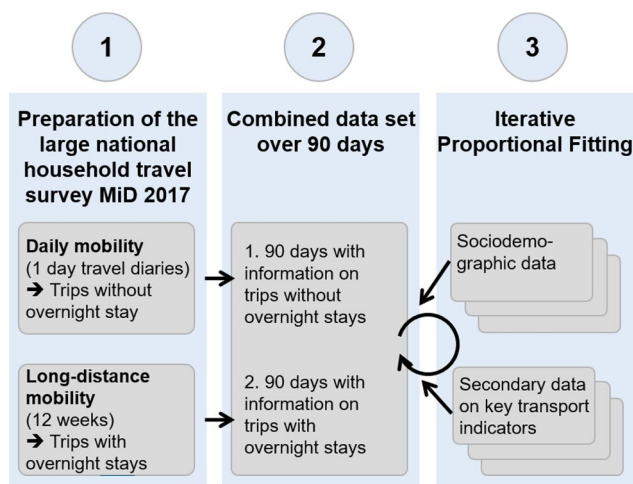 1
2
3
Preparation of the
large national
household travel
survey MiD 2017
Daily mobility
(1 day travel diaries)
➔ Trips without
overnight stay
Long-distance
mobility
(12 weeks)
➔ Trips with
overnight stays
Combined data set
over 90 days
1. 90 days with
information on
trips without
overnight stays
2. 90 days with
information on
trips with
overnight stays
Iterative
Proportional Fitting
Sociodemo-
graphic data
Secondary data
on key transport
indicators